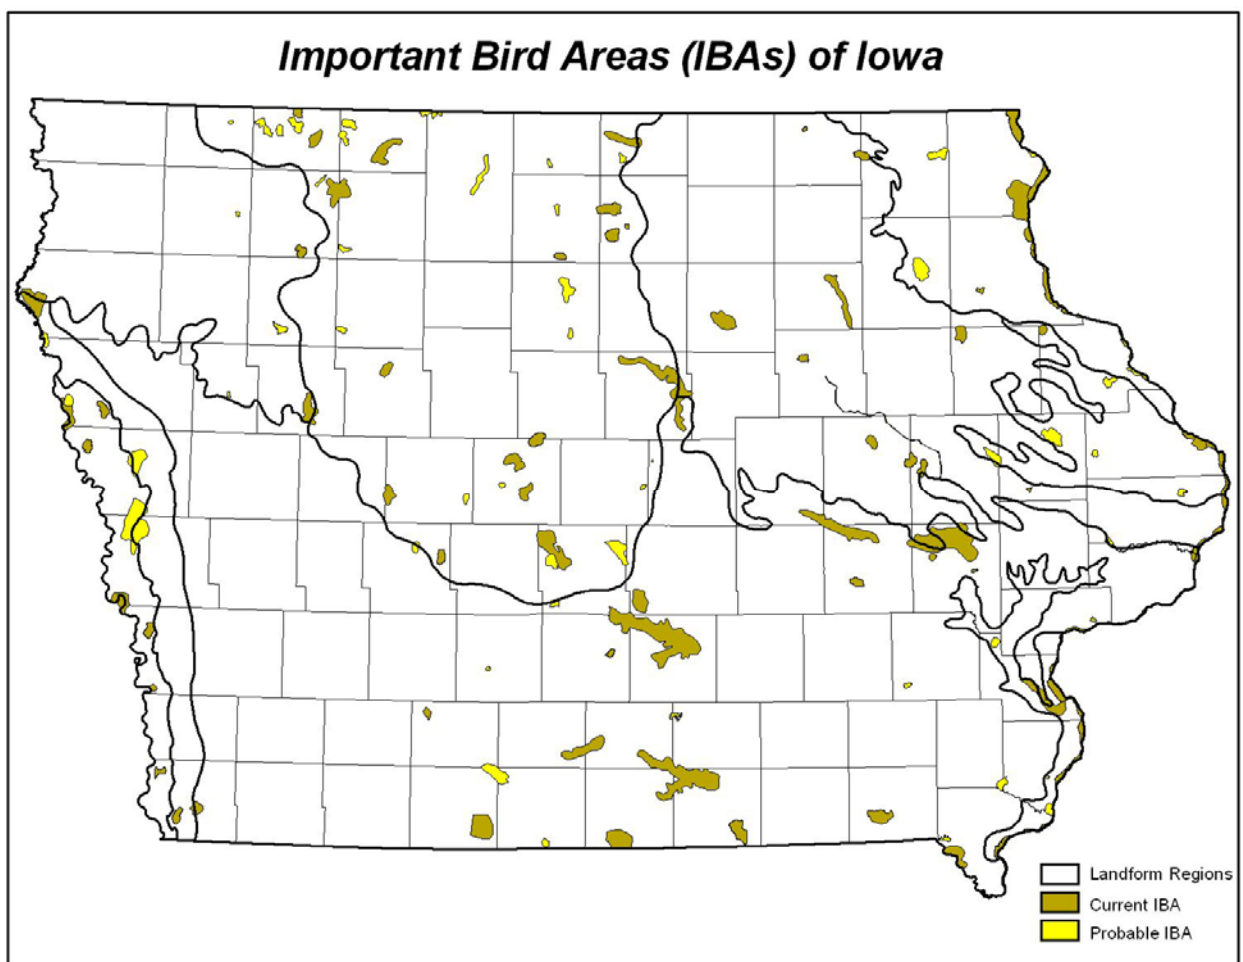 Important Bird Areas (IBAs) of Iowa
Landform Regions
Current IBA
Probable IBA